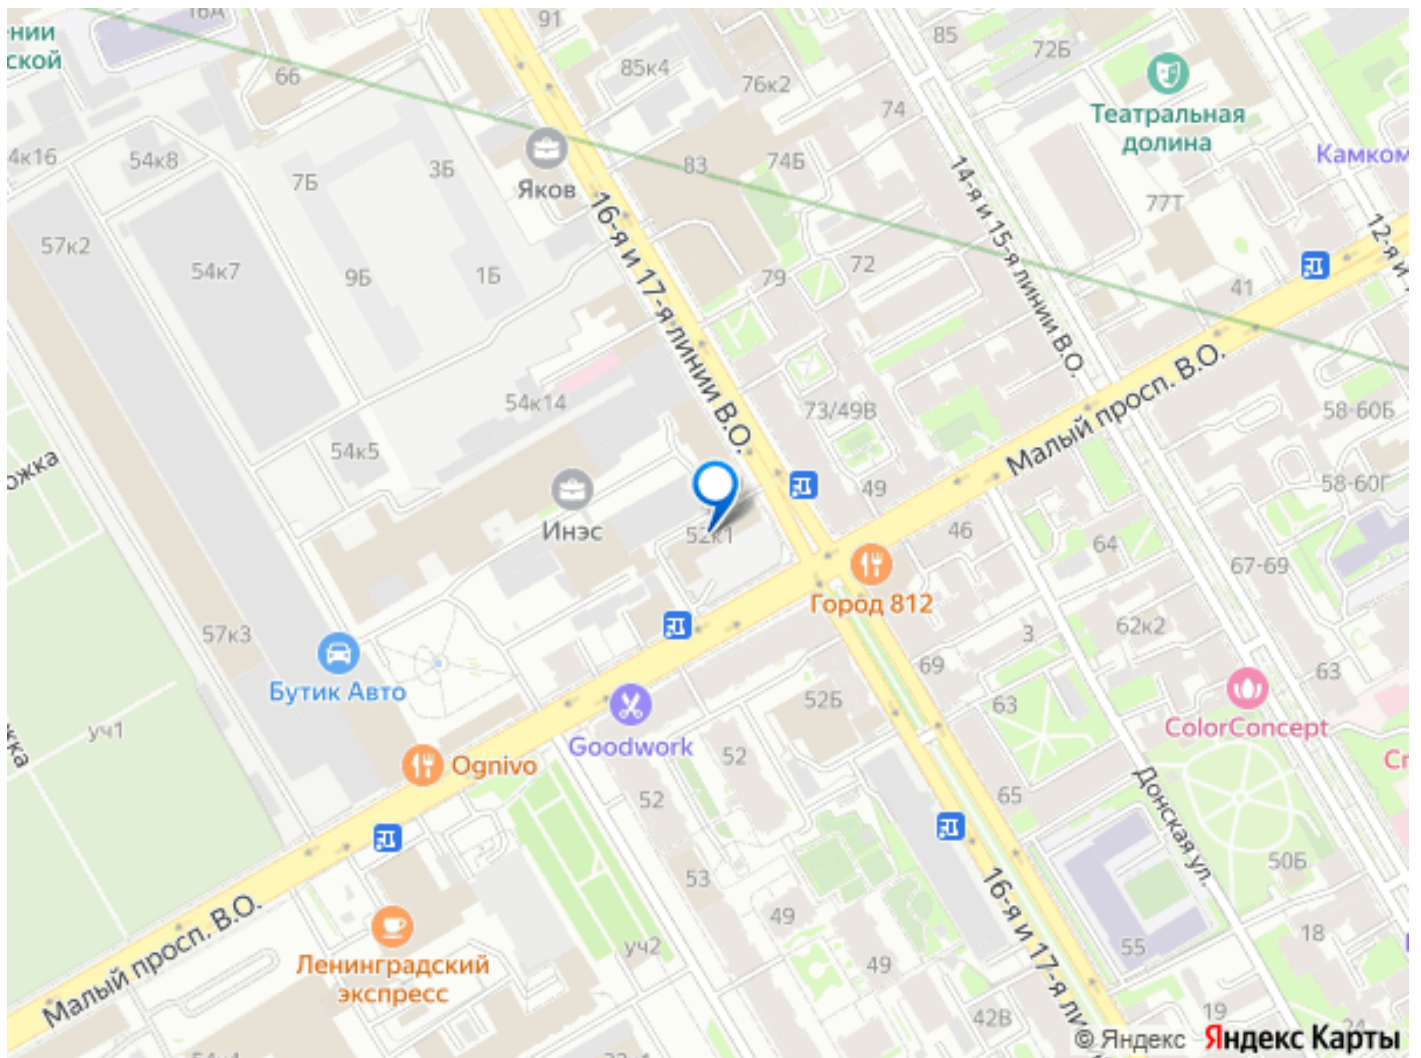 16А
91
85
нии
ской
66
85к4
76к2
72Б
74
Театральная
долина
Камком
4к16
54к8
3Б
7Б
Яков
83
74Б
14-я и 15-я линии В.О.
77Т
12-я и
57к2
54к7
9Б
1Б
16-я и 17-я линии В.О.
79
72
41
Малый просп. В.О.
54к14
73/49В
58-60Б
ожка
54к5
Инэс
49
58-60Г
52к1
46
64
67-69
Город 812
57к3
3
62к2
Бутик Авто
69
63
52Б
63
ColorConcept
уч1
жка
Goodwork
52
Ognivo
52
65
Донская ул.
50Б
53
16-я и 17-я ли
49
Малый просп. В.О.
Ленинградский
экспресс
уч2
49
55
18
42В
19
24
© Яндекс Яндекс Карты